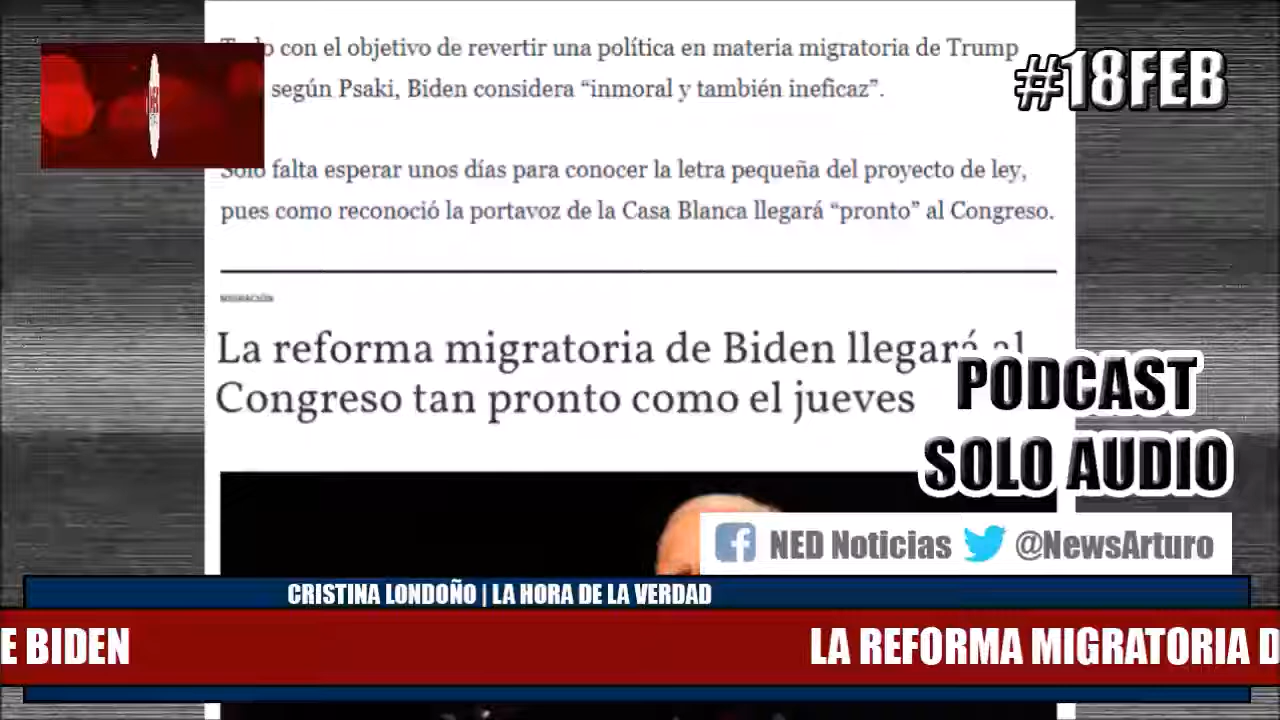 con el objetivo de revertir una política en materia migratoria de Trump
según Psaki, Biden considera “inmoral y también ineficaz”.
#18FEB
Solo falta esperar unos días para conocer la letra pequeña del proyecto de ley,
pues como reconoció la portavoz de la Casa Blanca llegará “pronto” al Congreso.
MIGRACIÓN
La reforma migratoria de Biden llegará al
Congreso tan pronto como el jueves
PODCAST
SOLO AUDIO
NED Noticias @NewsArturo
CRISTINA LONDOÑO | LA HORA DE LA VERDAD
E BIDEN LA REFORMA MIGRATORIA D